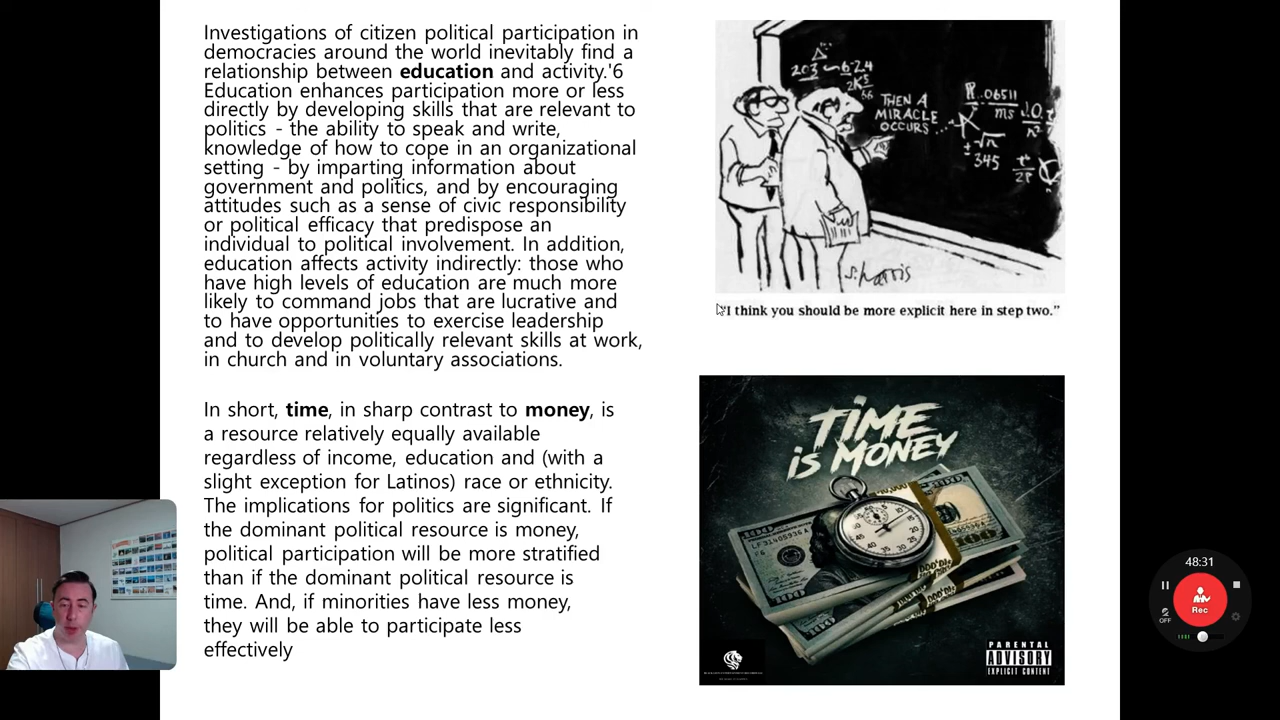 Investigations of citizen political participation in
democracies around the world inevitably find a
relationship between education and activity.'6
Education enhances participation more or less
directly by developing skills that are relevant to
politics - the ability to speak and write,
knowledge of how to cope in an organizational
setting - by imparting information about
government and politics, and by encouraging
attitudes such as a sense of civic responsibility
or political efficacy that predispose an
individual to political involvement. In addition,
education affects activity indirectly: those who
have high levels of education are much more
likely to command jobs that are lucrative and
to have opportunities to exercise leadership
and to develop politically relevant skills at work,
in church and in voluntary associations.
In short, time, in sharp contrast to money, is
a resource relatively equally available
regardless of income, education and (with a
slight exception for Latinos) race or ethnicity.
The implications for politics are significant. If
the dominant political resource is money,
political participation will be more stratified
than if the dominant political resource is
time. And, if minorities have less money,
they will be able to participate less
effectively
THEN A
MIRACLE
OCCURS...
.06511
345
S. Harris
"I think you should be more explicit here in step two."
TIME
IS MONEY
100
PARENTAL
ADVISORY
EXPLICIT CONTENT
48:31
Rec
OFF